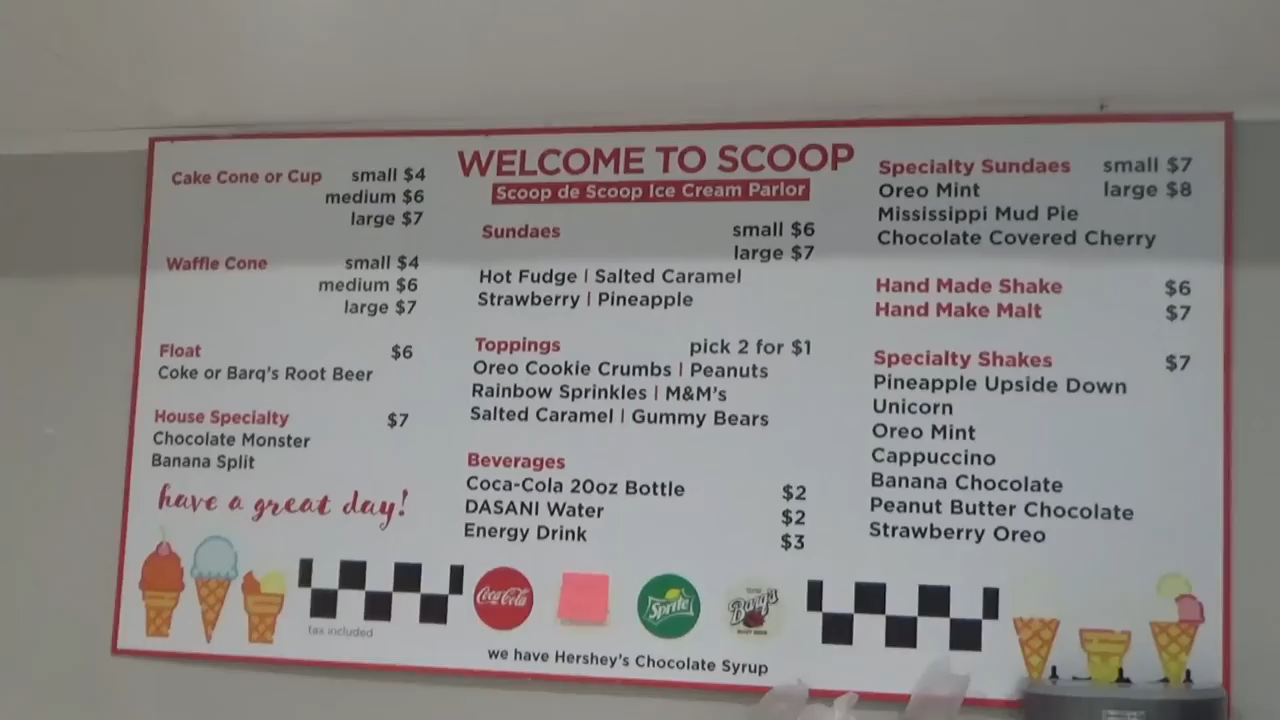 WELCOME TO SCOOP
Scoop de Scoop Ice Cream Parlor
Cake Cone or Cup small $4
medium $6
large $7
Waffle Cone small $4
medium $6
large $7
Float $6
Coke or Barq's Root Beer
House Specialty $7
Chocolate Monster
Banana Split
have a great day!
tax included
Sundaes small $6
large $7
Hot Fudge | Salted Caramel
Strawberry | Pineapple
Toppings pick 2 for $1
Oreo Cookie Crumbs | Peanuts
Rainbow Sprinkles | M&M's
Salted Caramel | Gummy Bears
Beverages
Coca-Cola 20oz Bottle $2
DASANI Water $2
Energy Drink $3
Coca-Cola
Sprite
Barq's
ROOT BEER
we have Hershey's Chocolate Syrup
Specialty Sundaes small $7
Oreo Mint large $8
Mississippi Mud Pie
Chocolate Covered Cherry
Hand Made Shake $6
Hand Make Malt $7
Specialty Shakes $7
Pineapple Upside Down
Unicorn
Oreo Mint
Cappuccino
Banana Chocolate
Peanut Butter Chocolate
Strawberry Oreo